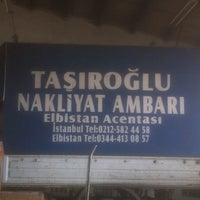 TAŞIROĞLU
NAKLİYAT AMBARI
Elbistan Acentası
İstanbul Tel:0212-582 44 58
Elbistan Tel:0344-413 08 57